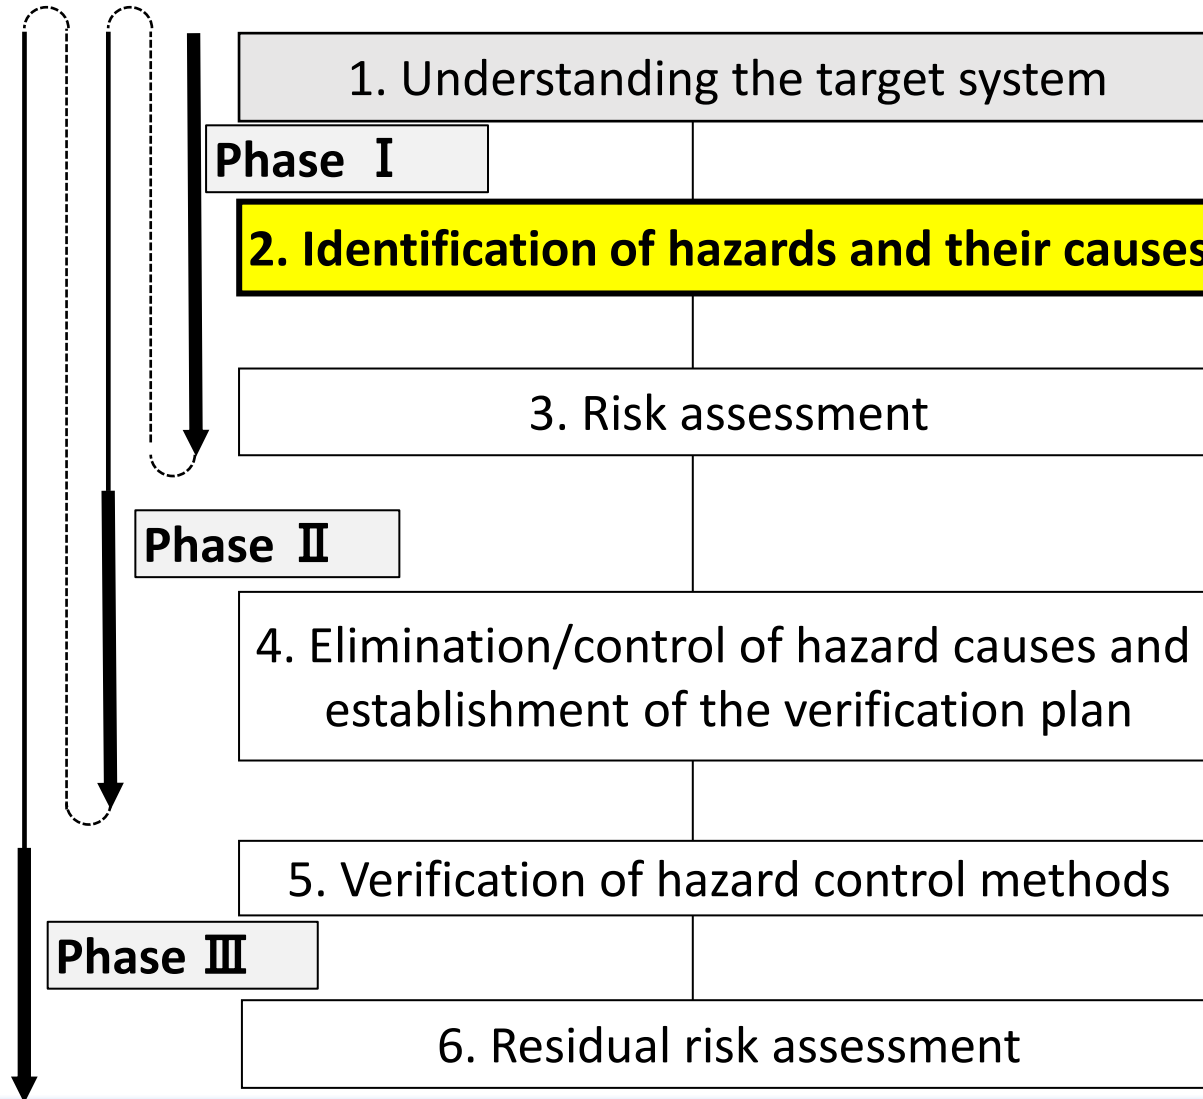 1. Understanding the target system
Phase Ⅰ
2. Identification of hazards and their causes
3. Risk assessment
Phase Ⅱ
4. Elimination/control of hazard causes and
establishment of the verification plan
5. Verification of hazard control methods
Phase Ⅲ
6. Residual risk assessment